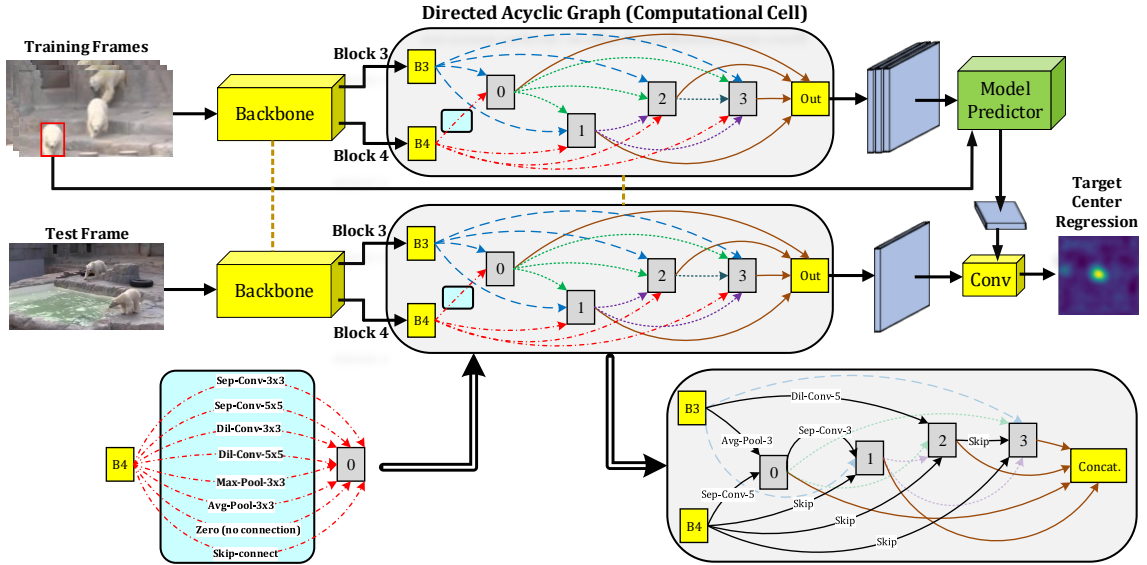 Directed Acyclic Graph (Computational Cell)
Training Frames
Block 3
B3
0
1
2
3
Out
Backbone
B4
Block 4
Model
Predictor
Target
Center
Regression
Test Frame
Block 3
B3
0
1
2
3
Out
Backbone
B4
Block 4
Conv
Sep-Conv-3x3
Sep-Conv-5x5
Dil-Conv-3x3
Dil-Conv-5x5
Max-Pool-3x3
Avg-Pool-3x3
Zero (no connection)
Skip-connect
B4
0
B3
Dil-Conv-5
Avg-Pool-3
Sep-Conv-3
0
1
2
Skip
3
Concat.
Sep-Conv-5
B4
Skip
Skip
Skip